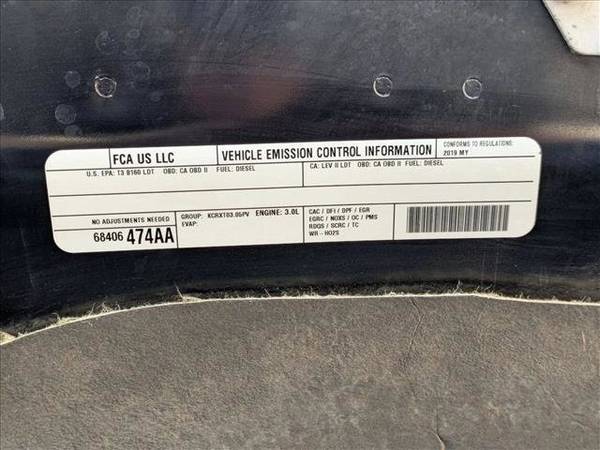 FCA US LLC
VEHICLE EMISSION CONTROL INFORMATION
CONFORMS TO REGULATIONS:
2019 MY
U.S. EPA: T3 B160 LDT OBD: CA OBD II FUEL: DIESEL
CA: LEV II LDT OBD: CA OBD II FUEL: DIESEL
NO ADJUSTMENTS NEEDED
68406 474AA
GROUP: KCRXT03.05PV ENGINE: 3.0L
EVAP:
CAC / DFI / DPF / EGR
EGRC / NOXS / OC / PMS
RDQS / SCRC / TC
WR-HO2S